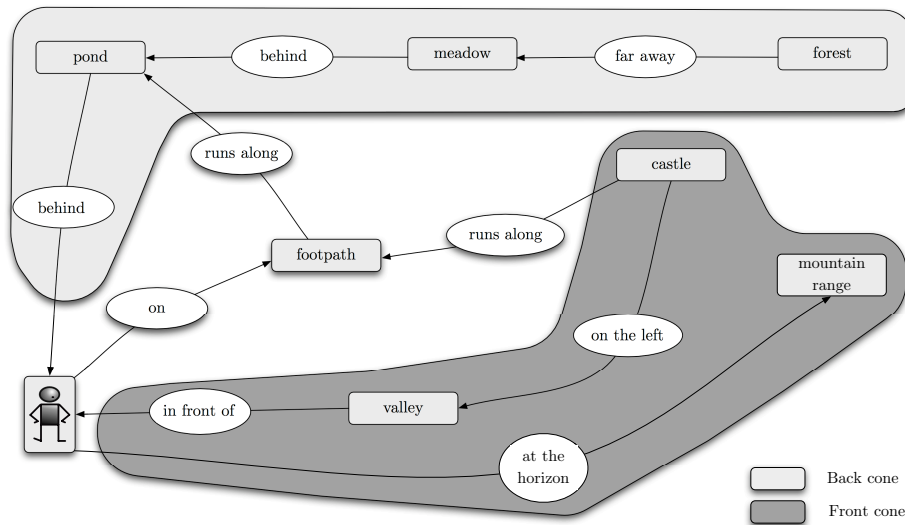 pond
behind
meadow
far away
forest
runs along
castle
behind
runs along
footpath
mountain
range
on
on the left
in front of
valley
at the
horizon
Back cone
Front cone